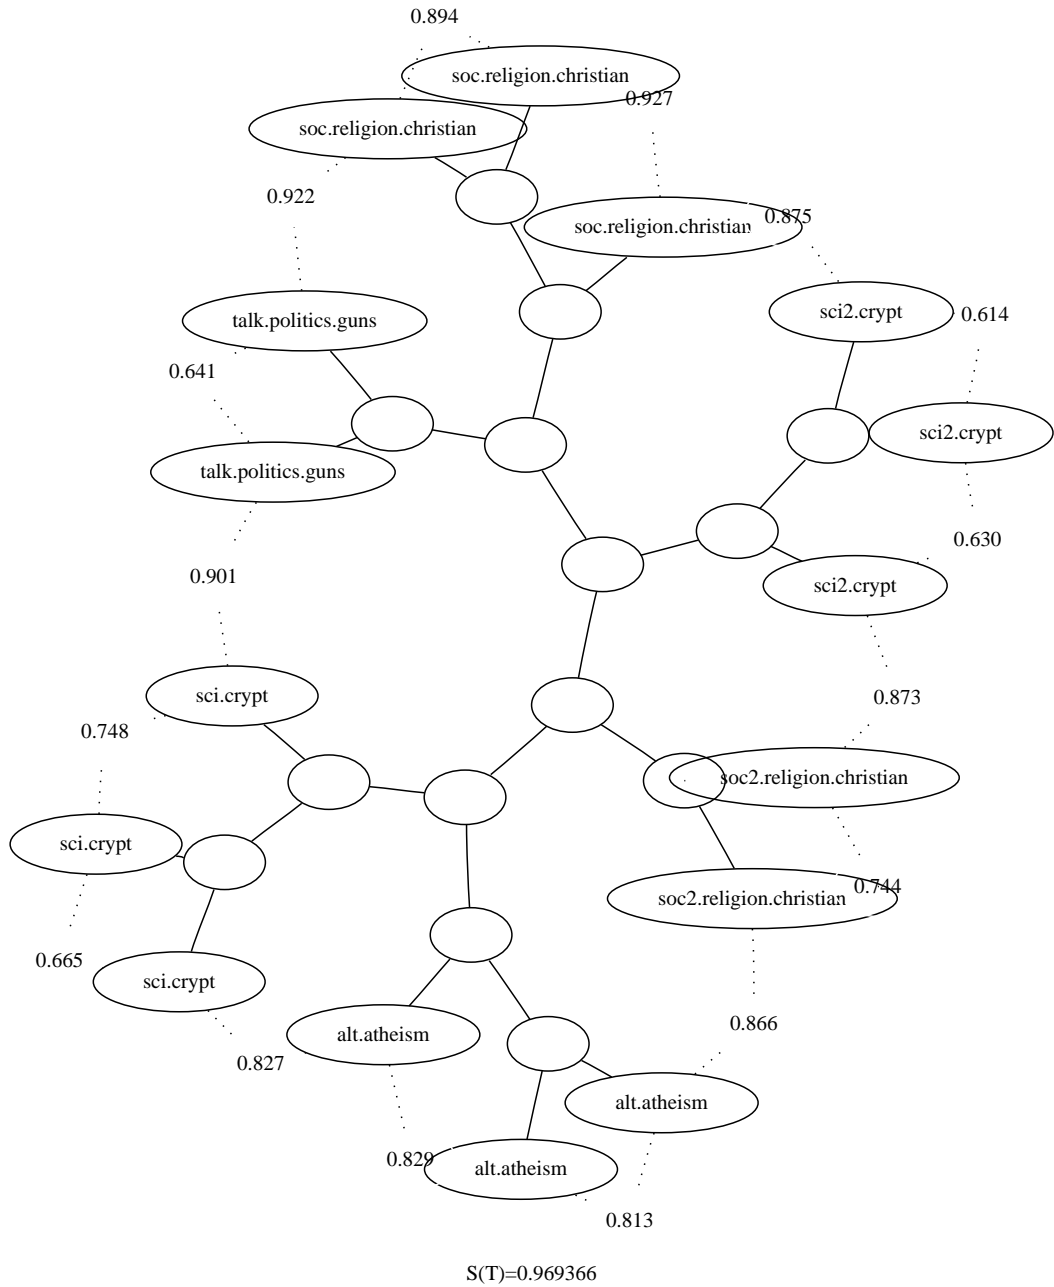 0.894
soc.religion.christian
0.927
soc.religion.christian
0.922
soc.religion.christian
0.875
talk.politics.guns
sci2.crypt
0.614
0.641
sci2.crypt
talk.politics.guns
0.630
0.901
sci2.crypt
sci.crypt
0.873
0.748
soc2.religion.christian
sci.crypt
0.744
soc2.religion.christian
0.665
sci.crypt
0.866
alt.atheism
0.827
alt.atheism
0.829
alt.atheism
0.813
S(T)=0.969366